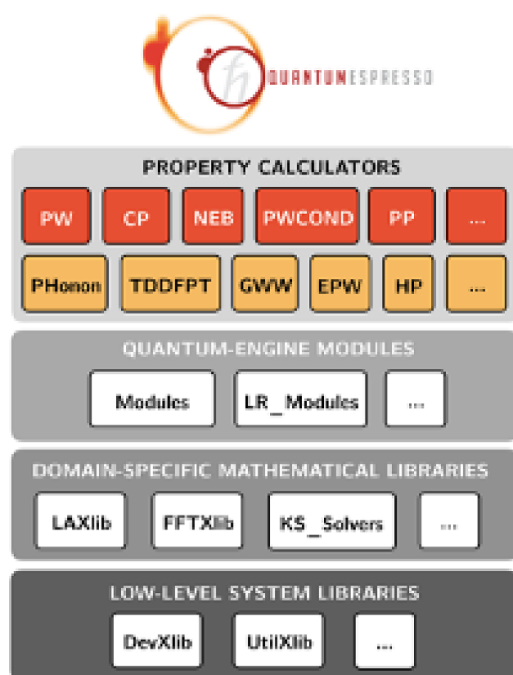 ħ QUANTUMESPRESSO
PROPERTY CALCULATORS
PW CP NEB PWCOND PP ...
PHonon TDDFPT GWW EPW HP ...
QUANTUM-ENGINE MODULES
Modules LR_Modules ...
DOMAIN-SPECIFIC MATHEMATICAL LIBRARIES
LAXlib FFTXlib KS_Solvers ...
LOW-LEVEL SYSTEM LIBRARIES
DevXlib UtilXlib ...